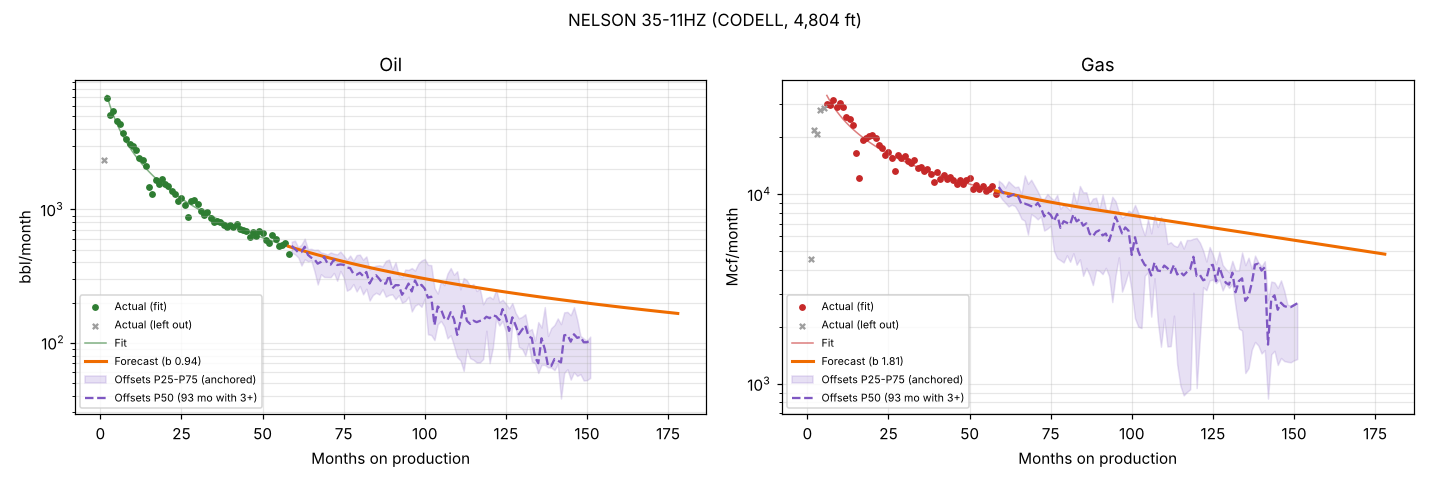 NELSON 35-11HZ (CODELL, 4,804 ft)
Oil
bbl/month
10³
10²
Actual (fit)
Actual (left out)
Fit
Forecast (b 0.94)
Offsets P25-P75 (anchored)
Offsets P50 (93 mo with 3+)
0 25 50 75 100 125 150 175
Months on production
Gas
Mcf/month
10⁴
10³
Actual (fit)
Actual (left out)
Fit
Forecast (b 1.81)
Offsets P25-P75 (anchored)
Offsets P50 (93 mo with 3+)
0 25 50 75 100 125 150 175
Months on production